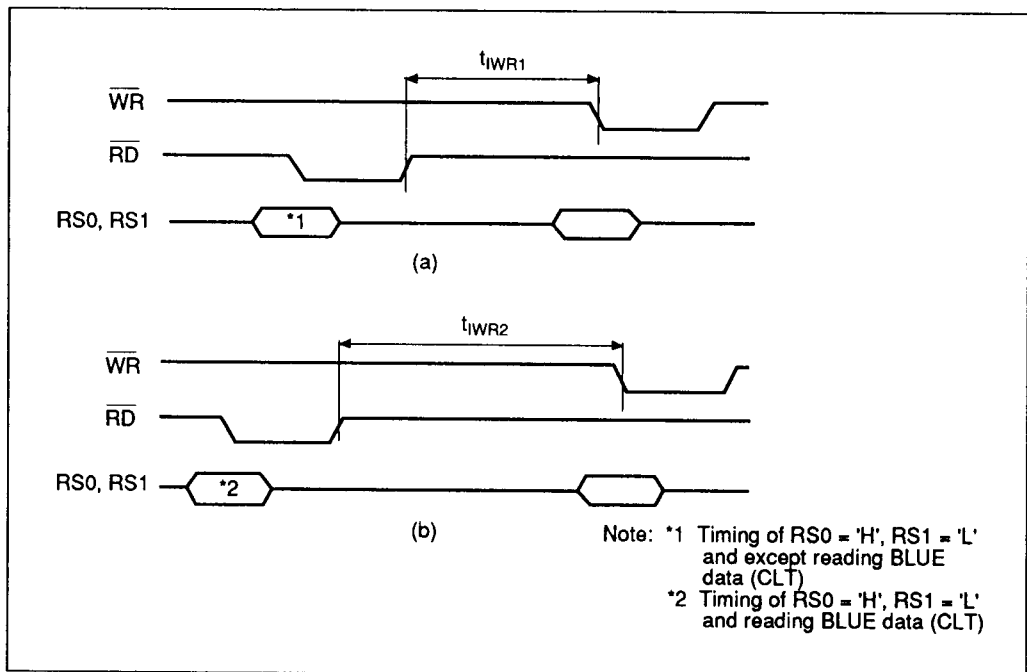 tIWR1
WR
RD
RS0, RS1
*1
(a)
tIWR2
WR
RD
RS0, RS1
*2
(b)
Note: *1 Timing of RS0 = 'H', RS1 = 'L'
and except reading BLUE
data (CLT)
*2 Timing of RS0 = 'H', RS1 = 'L'
and reading BLUE data (CLT)